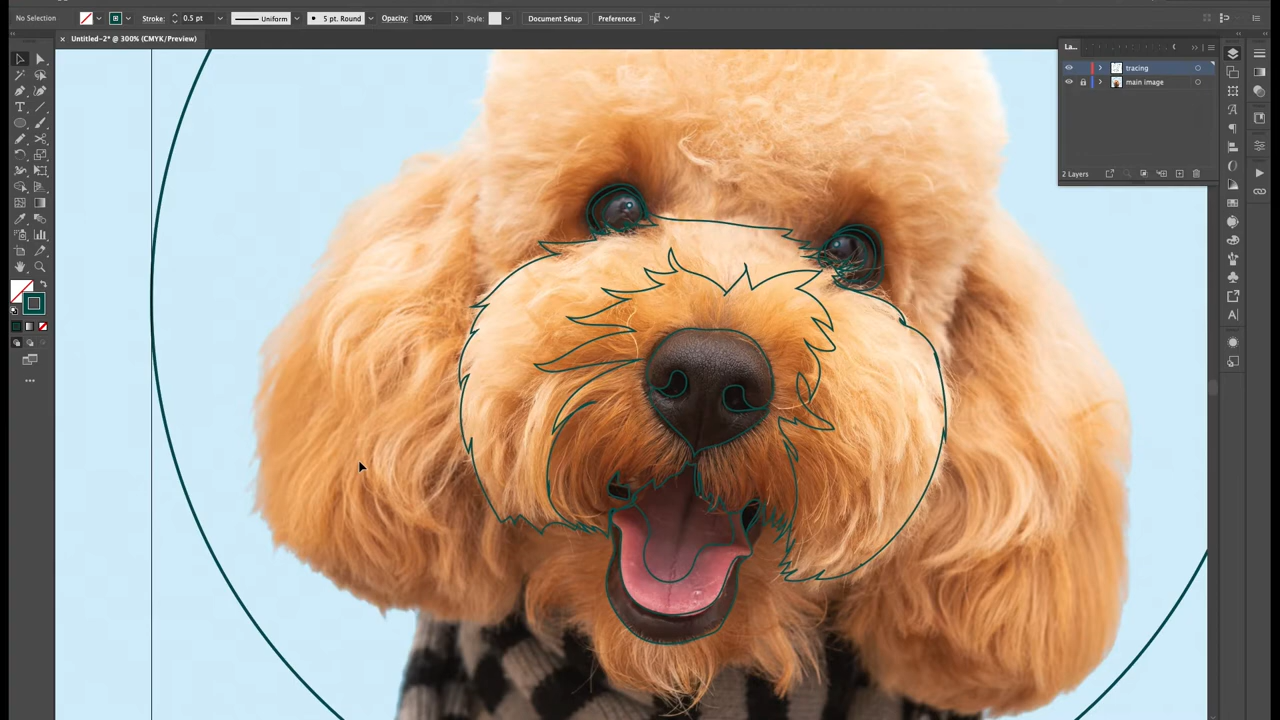 No Selection Stroke: 0.5 pt Uniform 5 pt. Round Opacity: 100% Style: Document Setup Preferences
× Untitled-2* @ 300% (CMYK/Preview)
La...
tracing
main image
2 Layers